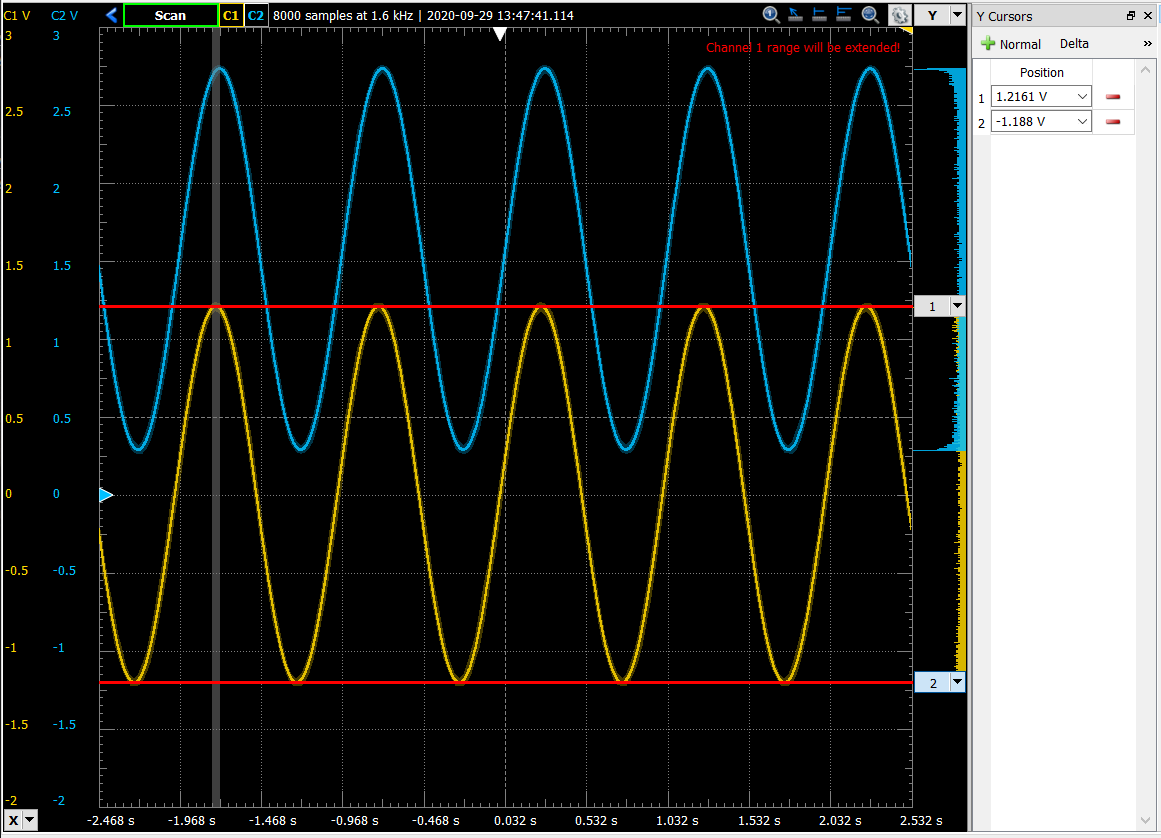 C1 V C2 V Scan C1 C2 8000 samples at 1.6 kHz | 2020-09-29 13:47:41.114 Y Y Cursors
Channel 1 range will be extended!
Normal Delta »
Position
1 1.2161 V
2 -1.188 V
3 3
2.5 2.5
2 2
1.5 1.5
1
1 1
0.5 0.5
0 0
-0.5 -0.5
-1 -1
2
-1.5 -1.5
-2 -2
X -2.468 s -1.968 s -1.468 s -0.968 s -0.468 s 0.032 s 0.532 s 1.032 s 1.532 s 2.032 s 2.532 s